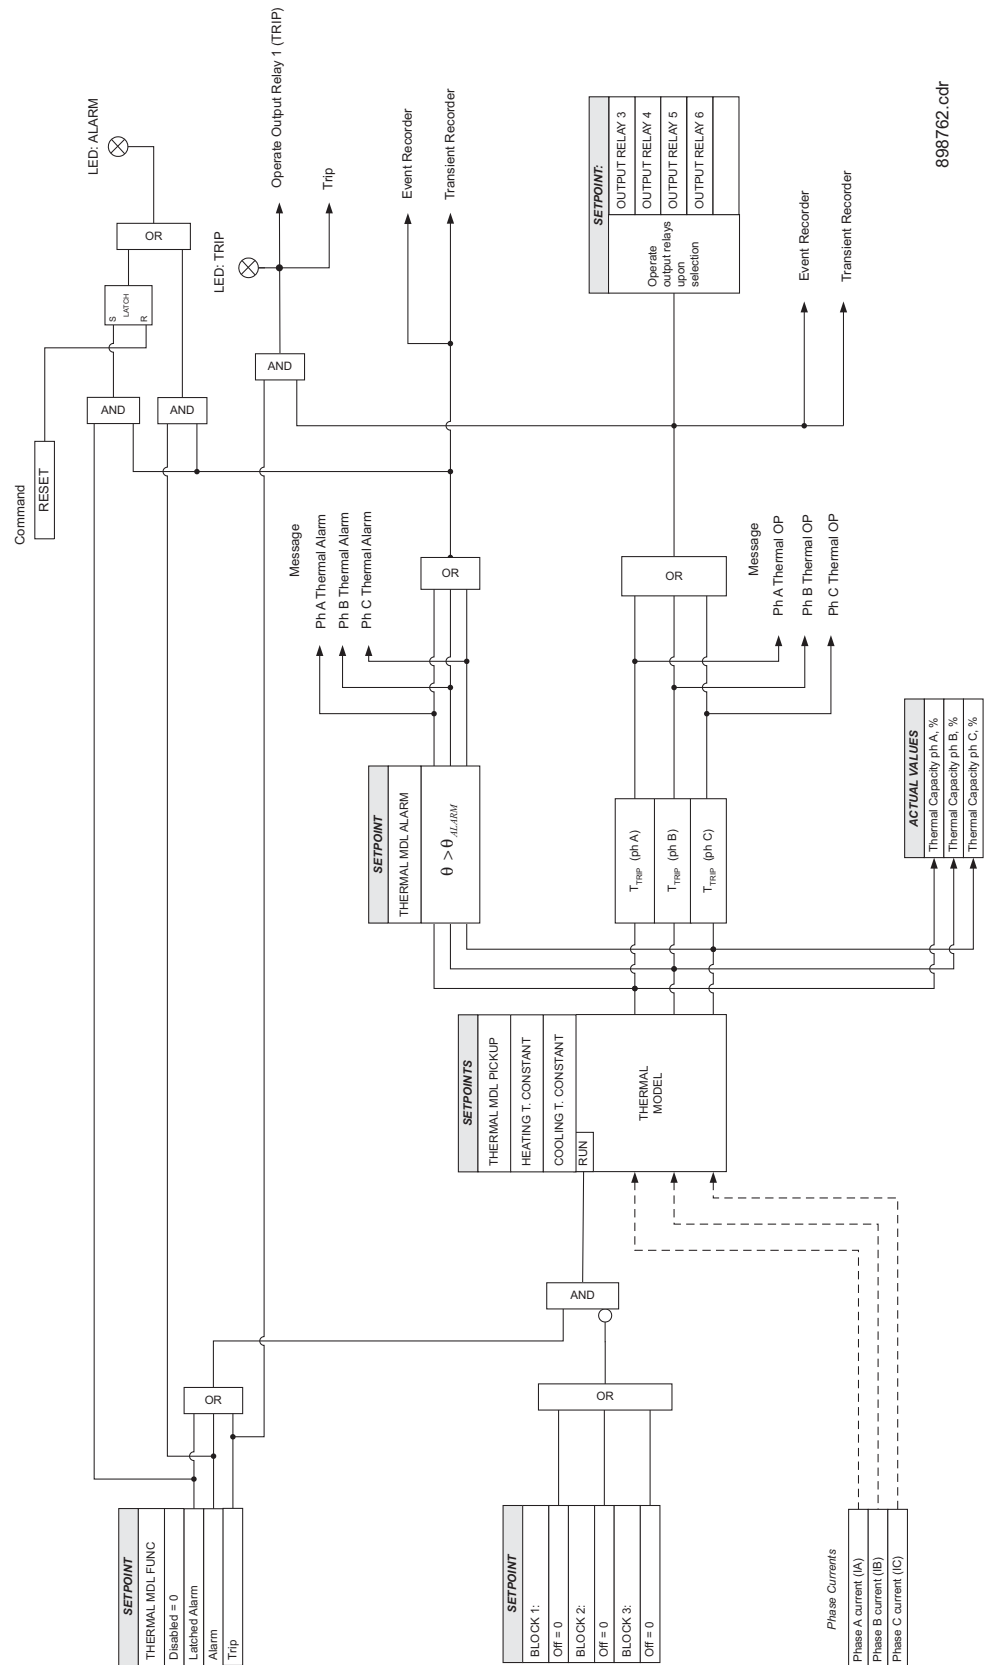 SETPOINT
THERMAL MDL FUNC
Disabled = 0
Latched Alarm
Alarm
Trip
OR
SETPOINT
BLOCK 1:
Off = 0
BLOCK 2:
Off = 0
BLOCK 3:
Off = 0
OR
AND
Phase Currents
Phase A current (IA)
Phase B current (IB)
Phase C current (IC)
SETPOINTS
THERMAL MDL PICKUP
HEATING T. CONSTANT
COOLING T. CONSTANT
RUN
THERMAL
MODEL
SETPOINT
THERMAL MDL ALARM
θ > θALARM
TTRIP (ph A)
TTRIP (ph B)
TTRIP (ph C)
ACTUAL VALUES
Thermal Capacity ph A, %
Thermal Capacity ph B, %
Thermal Capacity ph C, %
Message
Ph A Thermal Alarm
Ph B Thermal Alarm
Ph C Thermal Alarm
OR
Message
Ph A Thermal OP
Ph B Thermal OP
Ph C Thermal OP
OR
Command
RESET
AND
AND
AND
S
LATCH
R
OR
LED: ALARM
LED: TRIP
Operate Output Relay 1 (TRIP)
Trip
Event Recorder
Transient Recorder
SETPOINT:
Operate
output relays
upon
selection
OUTPUT RELAY 3
OUTPUT RELAY 4
OUTPUT RELAY 5
OUTPUT RELAY 6
Event Recorder
Transient Recorder
898762.cdr